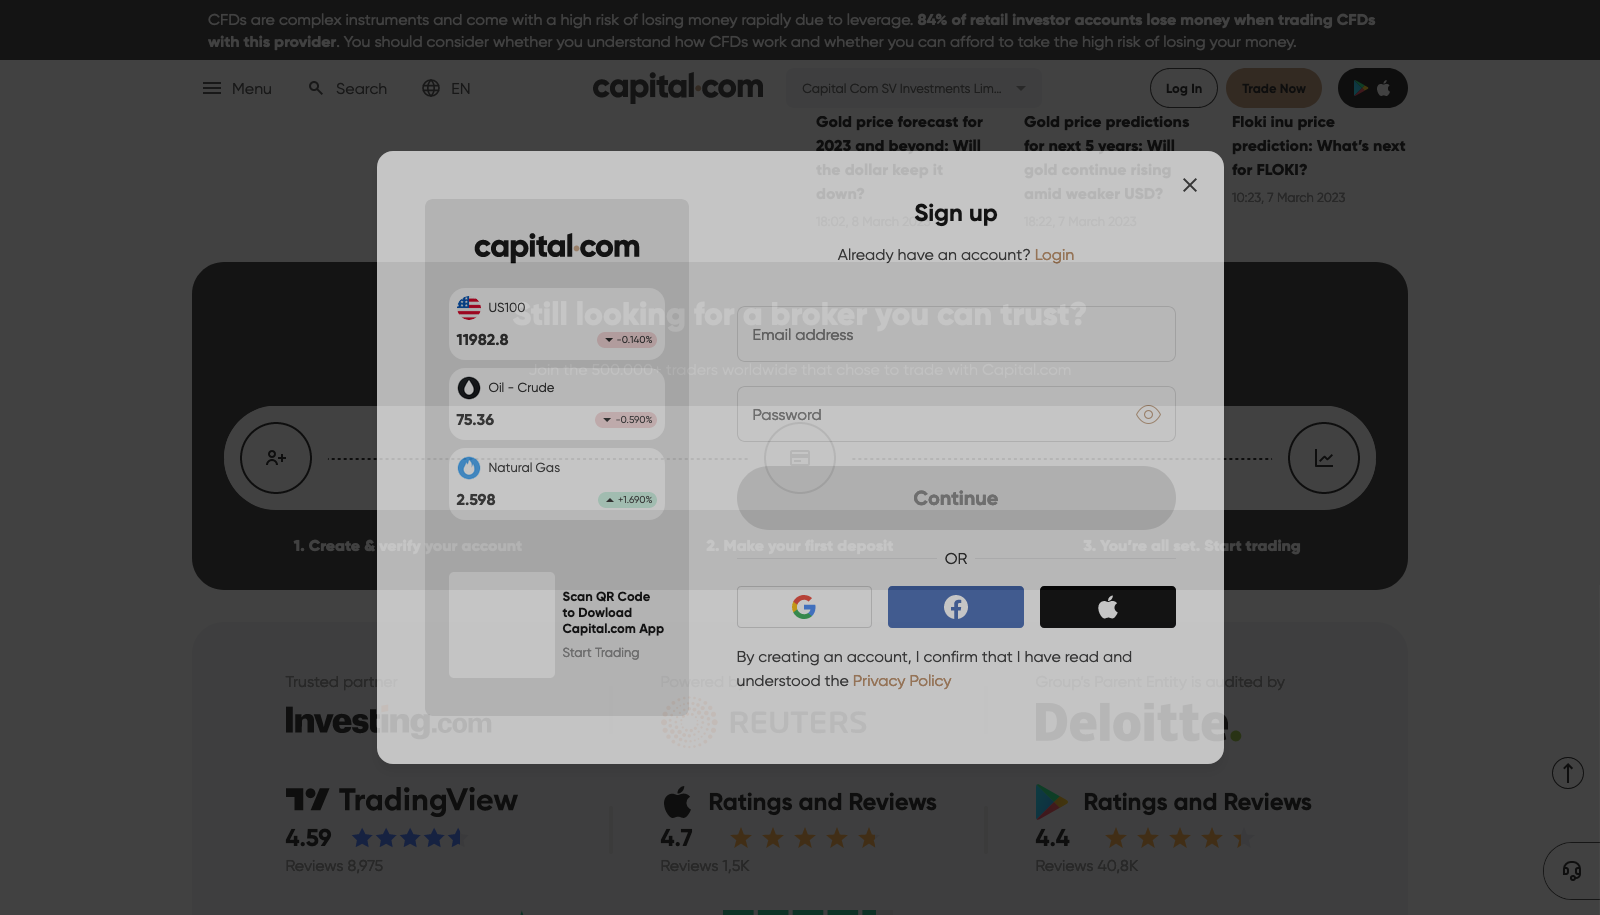 CFDs are complex instruments and come with a high risk of losing money rapidly due to leverage. 84% of retail investor accounts lose money when trading CFDs
with this provider. You should consider whether you understand how CFDs work and whether you can afford to take the high risk of losing your money.
Menu
Search
EN
capital.com
Capital Com SV Investments Lim...
Log In
Trade Now
Gold price forecast for
2023 and beyond: Will
the dollar keep it
down?
18:02, 8 March 2023
Gold price predictions
for next 5 years: Will
gold continue rising
amid weaker USD?
18:22, 7 March 2023
Floki inu price
prediction: What's next
for FLOKI?
10:23, 7 March 2023
capital.com
US100
11982.8
-0.140%
Oil - Crude
75.36
-0.590%
Natural Gas
2.598
+1.690%
Scan QR Code
to Dowload
Capital.com App
Start Trading
Sign up
Already have an account? Login
Email address
Password
Continue
OR
By creating an account, I confirm that I have read and
understood the Privacy Policy
Still looking for a broker you can trust?
Join the 500.000+ traders worldwide that chose to trade with Capital.com
1. Create & verify your account
2. Make your first deposit
3. You're all set. Start trading
Trusted partner
Investing.com
Powered by
REUTERS
Group's Parent Entity is audited by
Deloitte.
TradingView
4.59
Reviews 8,975
Ratings and Reviews
4.7
Reviews 1,5K
Ratings and Reviews
4.4
Reviews 40,8K